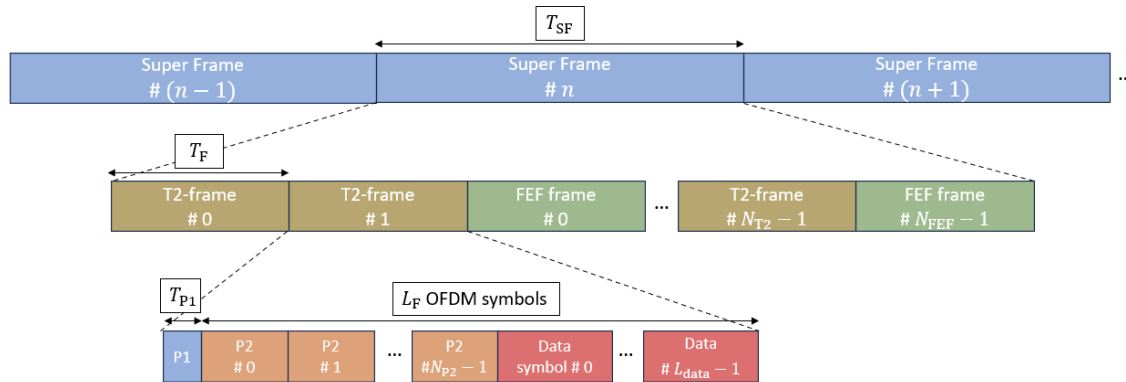 T_SF
Super Frame
# (n − 1)
Super Frame
# n
Super Frame
# (n + 1)
...
T_F
T2-frame
# 0
T2-frame
# 1
FEF frame
# 0
...
T2-frame
# N_T2 − 1
FEF frame
# N_FEF − 1
T_P1
L_F OFDM symbols
P1
P2
# 0
P2
# 1
...
P2
#N_P2 − 1
Data
symbol # 0
...
Data
# L_data − 1